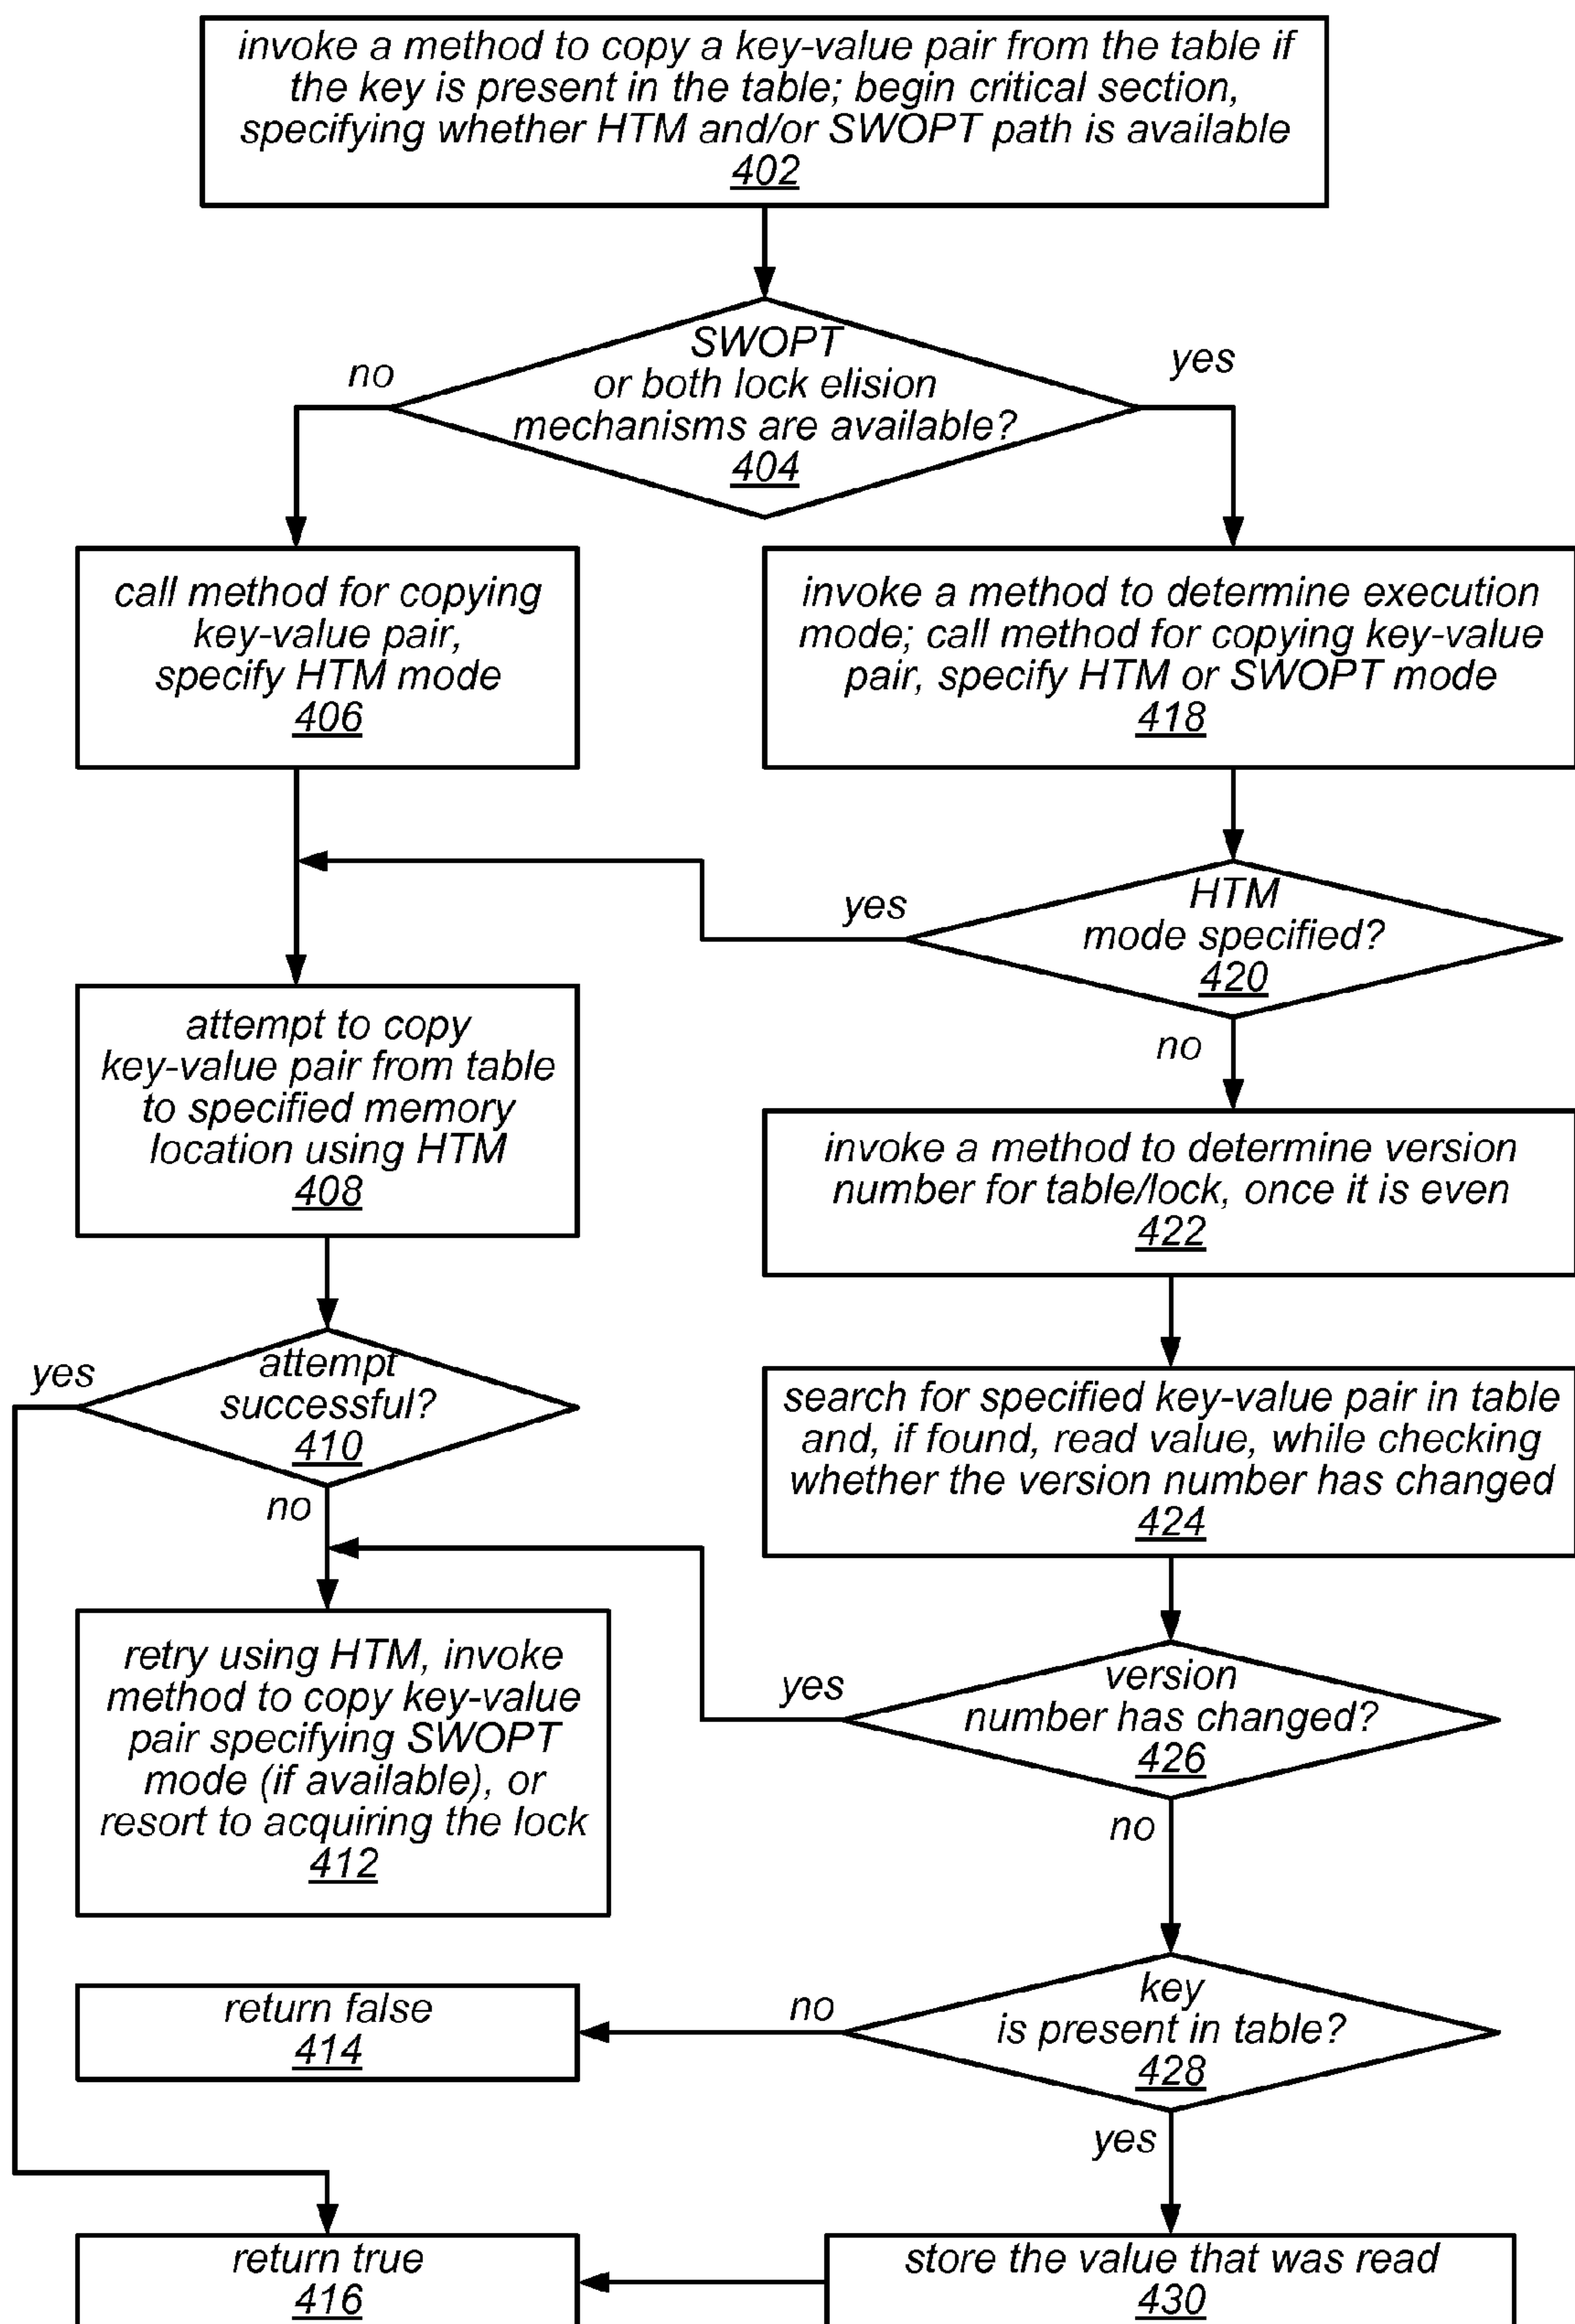 invoke a method to copy a key-value pair from the table if
the key is present in the table; begin critical section,
specifying whether HTM and/or SWOPT path is available
402
SWOPT
or both lock elision
mechanisms are available?
404
no
yes
call method for copying
key-value pair,
specify HTM mode
406
invoke a method to determine execution
mode; call method for copying key-value
pair, specify HTM or SWOPT mode
418
HTM
mode specified?
420
yes
no
attempt to copy
key-value pair from table
to specified memory
location using HTM
408
invoke a method to determine version
number for table/lock, once it is even
422
attempt
successful?
410
yes
no
search for specified key-value pair in table
and, if found, read value, while checking
whether the version number has changed
424
retry using HTM, invoke
method to copy key-value
pair specifying SWOPT
mode (if available), or
resort to acquiring the lock
412
version
number has changed?
426
yes
no
return false
414
key
is present in table?
428
no
yes
return true
416
store the value that was read
430